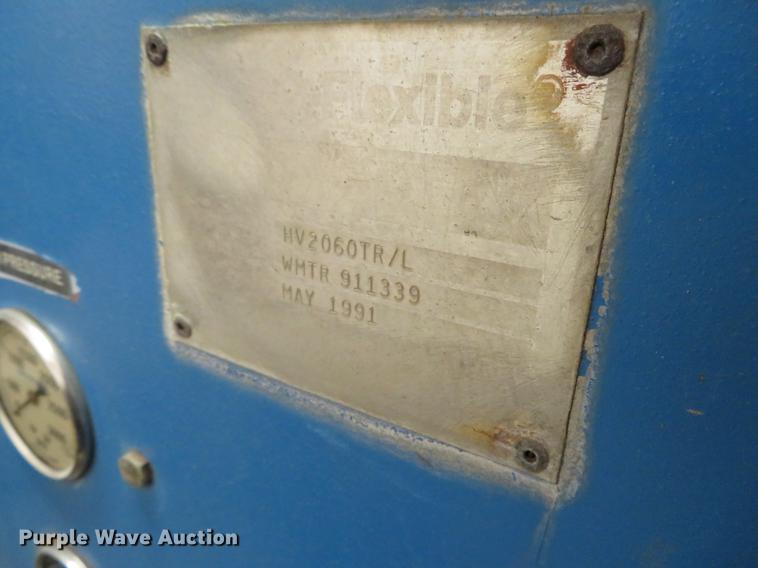 Flexible
HV2060TR/L
WMTR 911339
MAY 1991
PRESSURE
Purple Wave Auction